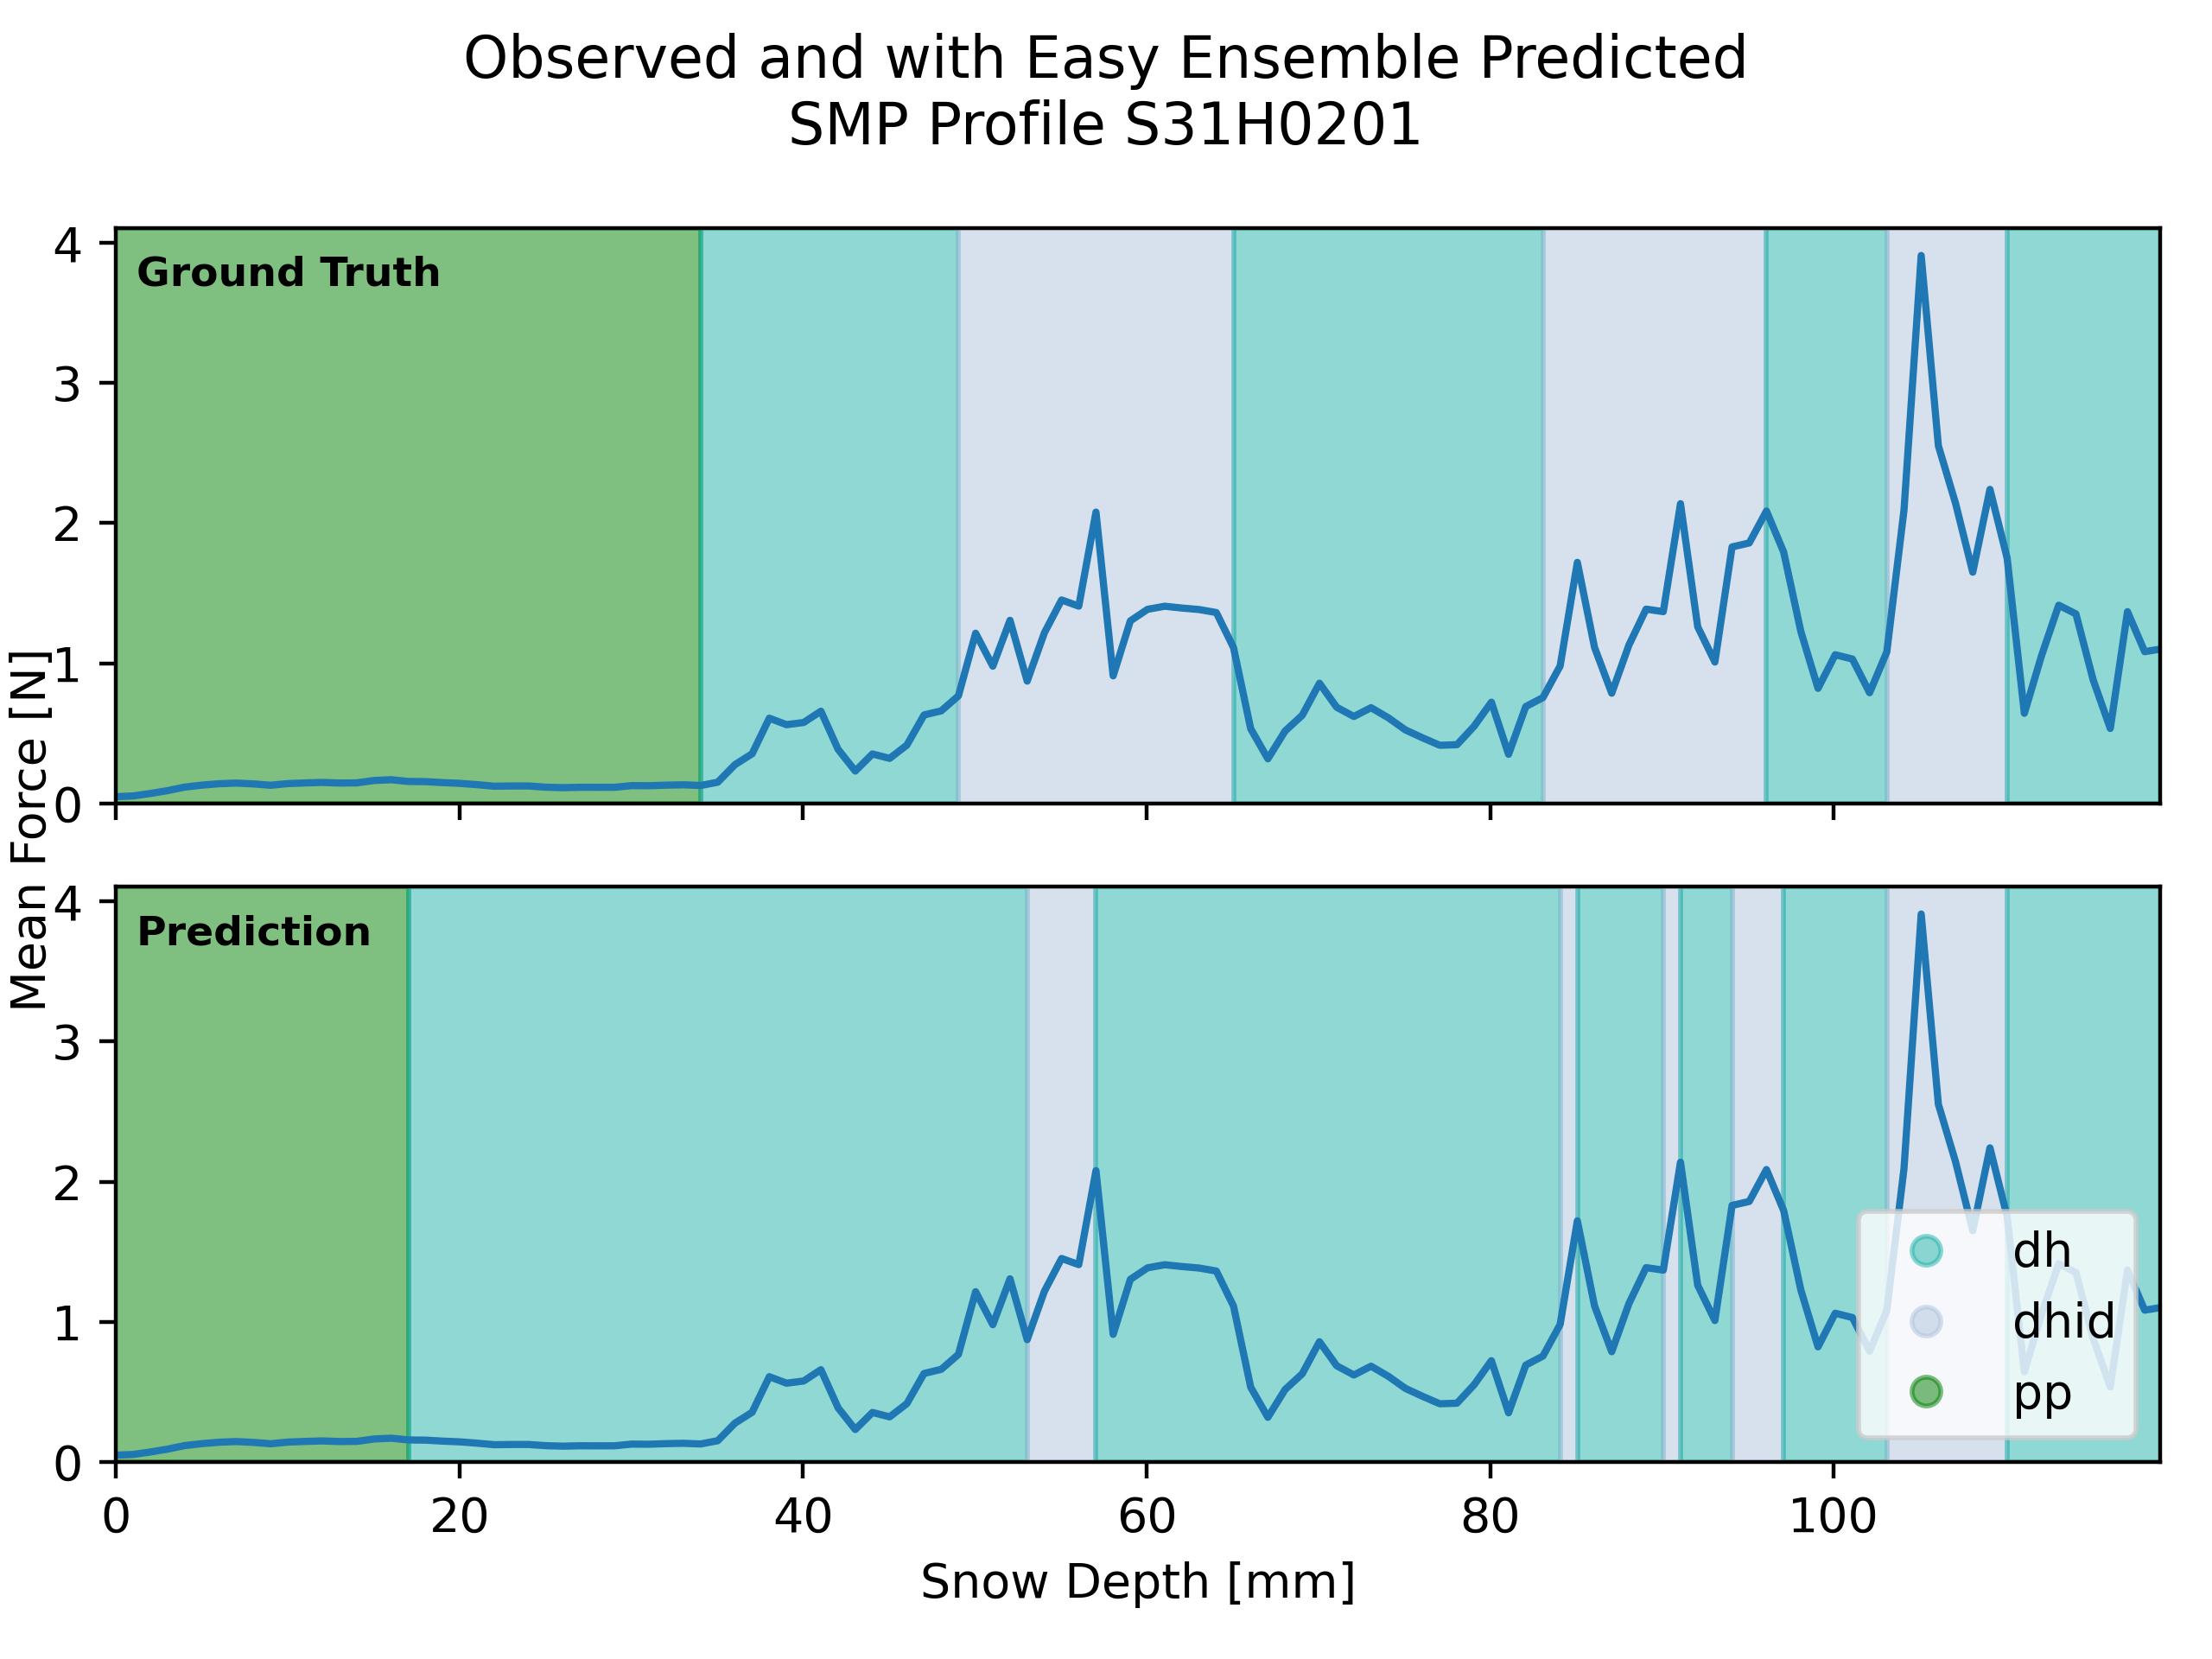 Observed and with Easy Ensemble Predicted
SMP Profile S31H0201
4
Ground Truth
3
2
1
0
Mean Force [N]
4
Prediction
3
2
1
0
dh
dhid
pp
0 20 40 60 80 100
Snow Depth [mm]